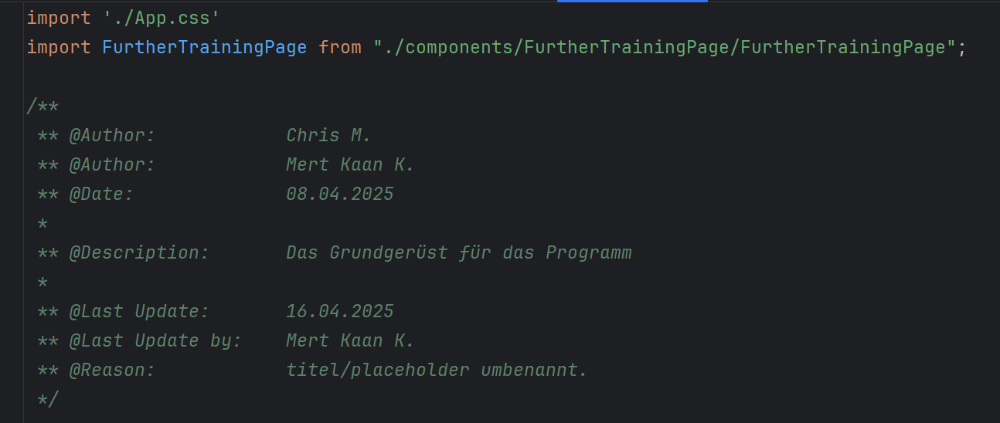 import './App.css'
import FurtherTrainingPage from "./components/FurtherTrainingPage/FurtherTrainingPage";
/**
** @Author: Chris M.
** @Author: Mert Kaan K.
** @Date: 08.04.2025
*
** @Description: Das Grundgerüst für das Programm
*
** @Last Update: 16.04.2025
** @Last Update by: Mert Kaan K.
** @Reason: titel/placeholder umbenannt.
*/